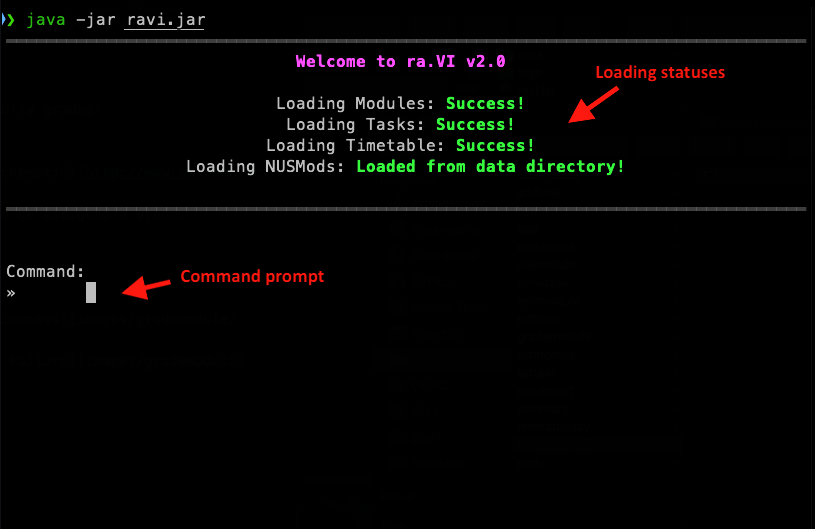 ❯ java -jar ravi.jar
Welcome to ra.VI v2.0
Loading statuses
Loading Modules: Success!
Loading Tasks: Success!
Loading Timetable: Success!
Loading NUSMods: Loaded from data directory!
Command:
Command prompt
»